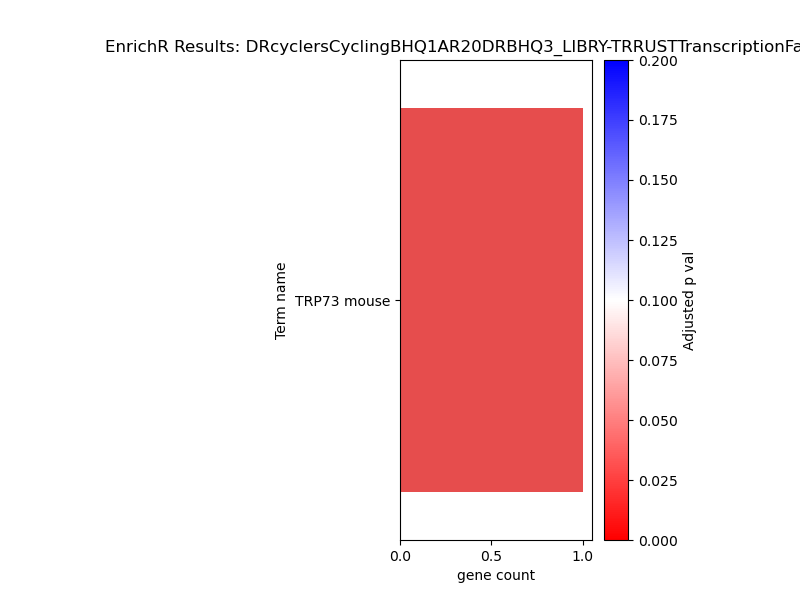 EnrichR Results: DRcyclersCyclingBHQ1AR20DRBHQ3_LIBRY-TRRUSTTranscriptionFa
Term name
TRP73 mouse
0.0 0.5 1.0
gene count
0.200
0.175
0.150
0.125
0.100
0.075
0.050
0.025
0.000
Adjusted p val